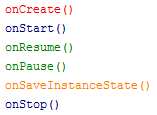 onCreate()
onStart()
onResume()
onPause()
onSaveInstanceState()
onStop()